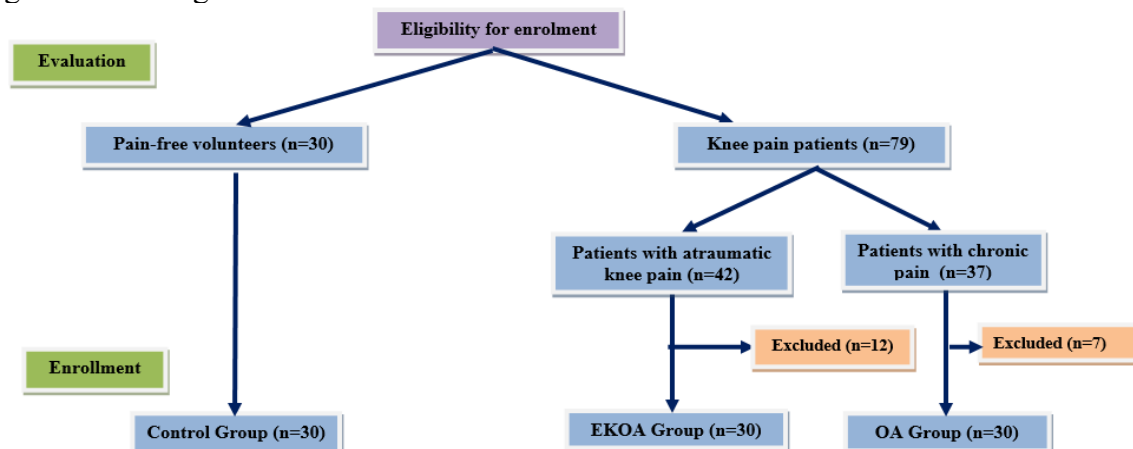 Eligibility for enrolment
Evaluation
Pain-free volunteers (n=30)
Knee pain patients (n=79)
Patients with atraumatic
knee pain (n=42)
Patients with chronic
pain (n=37)
Excluded (n=12)
Excluded (n=7)
Enrollment
Control Group (n=30)
EKOA Group (n=30)
OA Group (n=30)